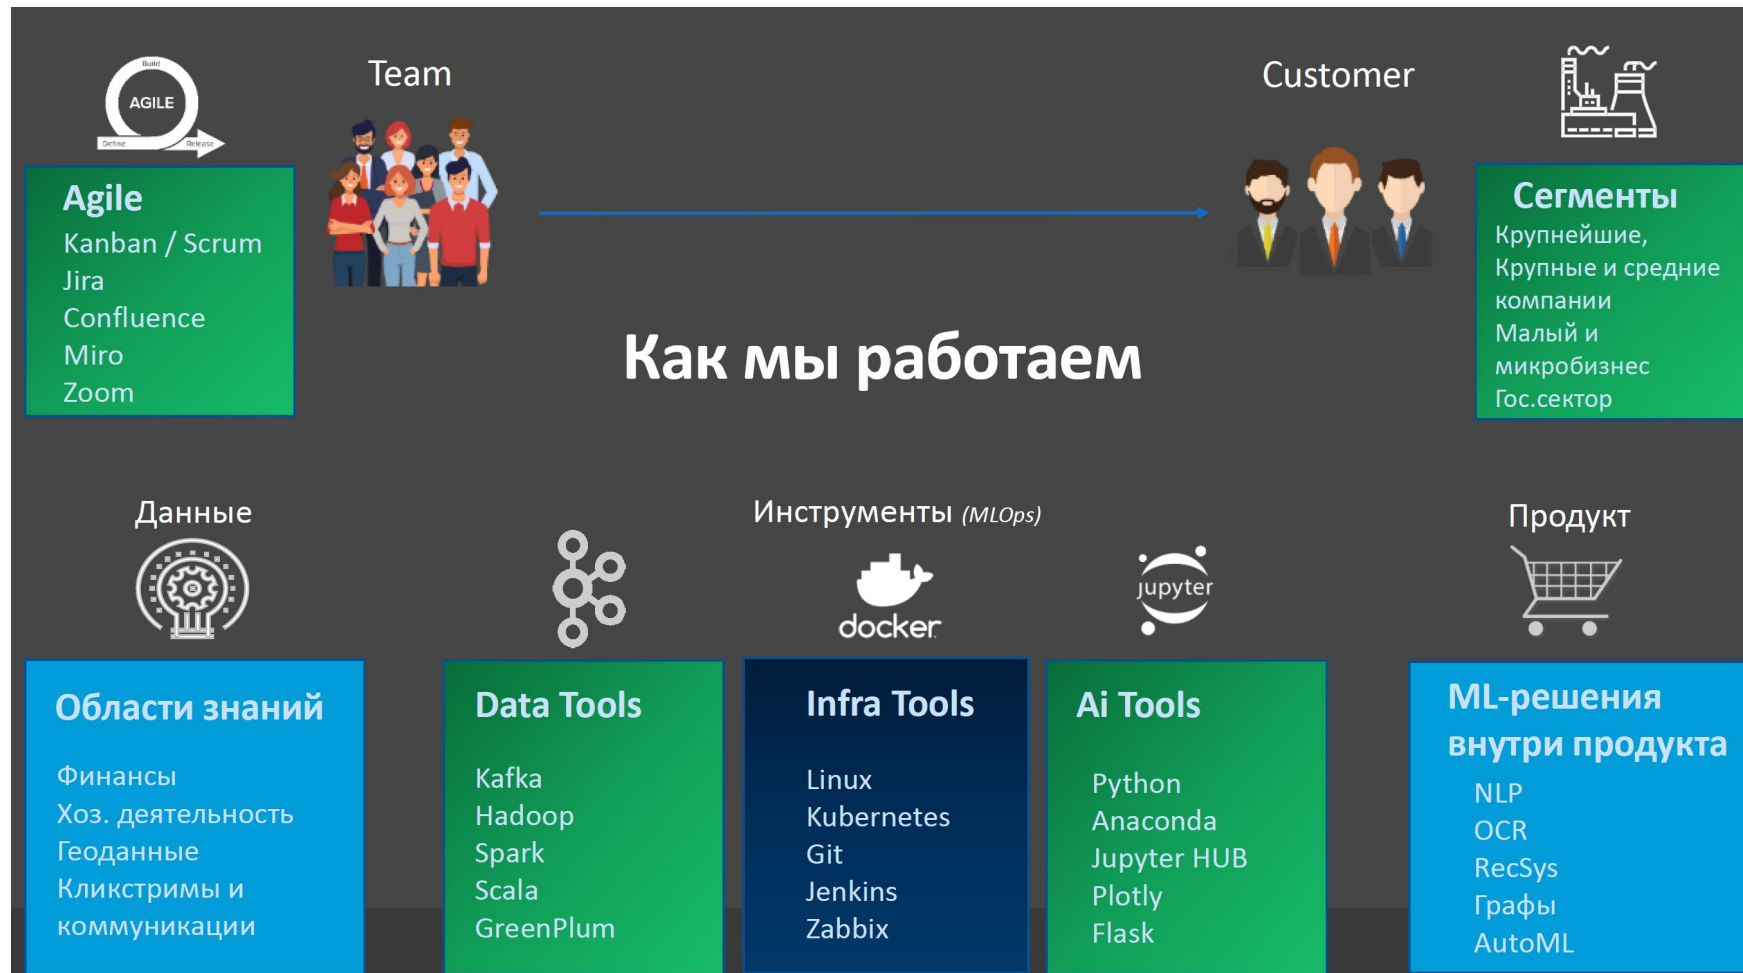 Build
AGILE
Define
Release
Team
Customer
Agile
Kanban / Scrum
Jira
Confluence
Miro
Zoom
Сегменты
Крупнейшие,
Крупные и средние
компании
Малый и
микробизнес
Гос.сектор
Как мы работаем
Данные
Инструменты (MLOps)
Продукт
docker
jupyter
Области знаний
Финансы
Хоз. деятельность
Геоданные
Кликстримы и
коммуникации
Data Tools
Kafka
Hadoop
Spark
Scala
GreenPlum
Infra Tools
Linux
Kubernetes
Git
Jenkins
Zabbix
Ai Tools
Python
Anaconda
Jupyter HUB
Plotly
Flask
ML-решения
внутри продукта
NLP
OCR
RecSys
Графы
AutoML